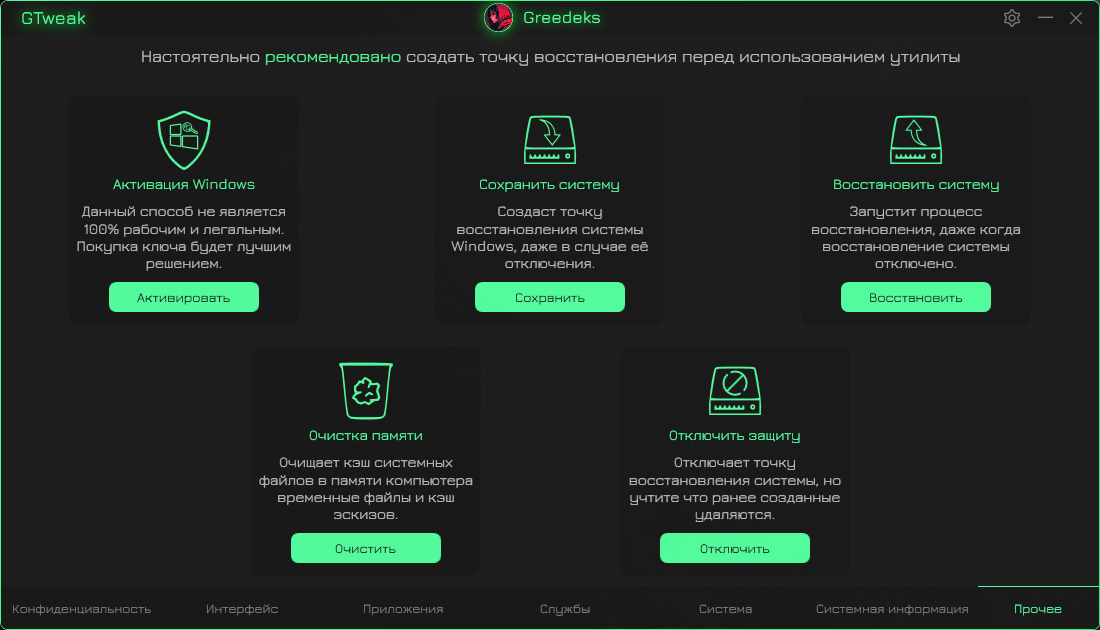 GTweak
Greedeks
Настоятельно рекомендовано создать точку восстановления перед использованием утилиты
Активация Windows
Данный способ не является
100% рабочим и легальным.
Покупка ключа будет лучшим
решением.
Активировать
Сохранить систему
Создаст точку
восстановления системы
Windows, даже в случае её
отключения.
Сохранить
Восстановить систему
Запустит процесс
восстановления, даже когда
восстановление системы
отключено.
Восстановить
Очистка памяти
Очищает кэш системных
файлов в памяти компьютера
временные файлы и кэш
эскизов.
Очистить
Отключить защиту
Отключает точку
восстановления системы, но
учтите что ранее созданные
удаляются.
Отключить
Конфиденциальность
Интерфейс
Приложения
Службы
Система
Системная информация
Прочее